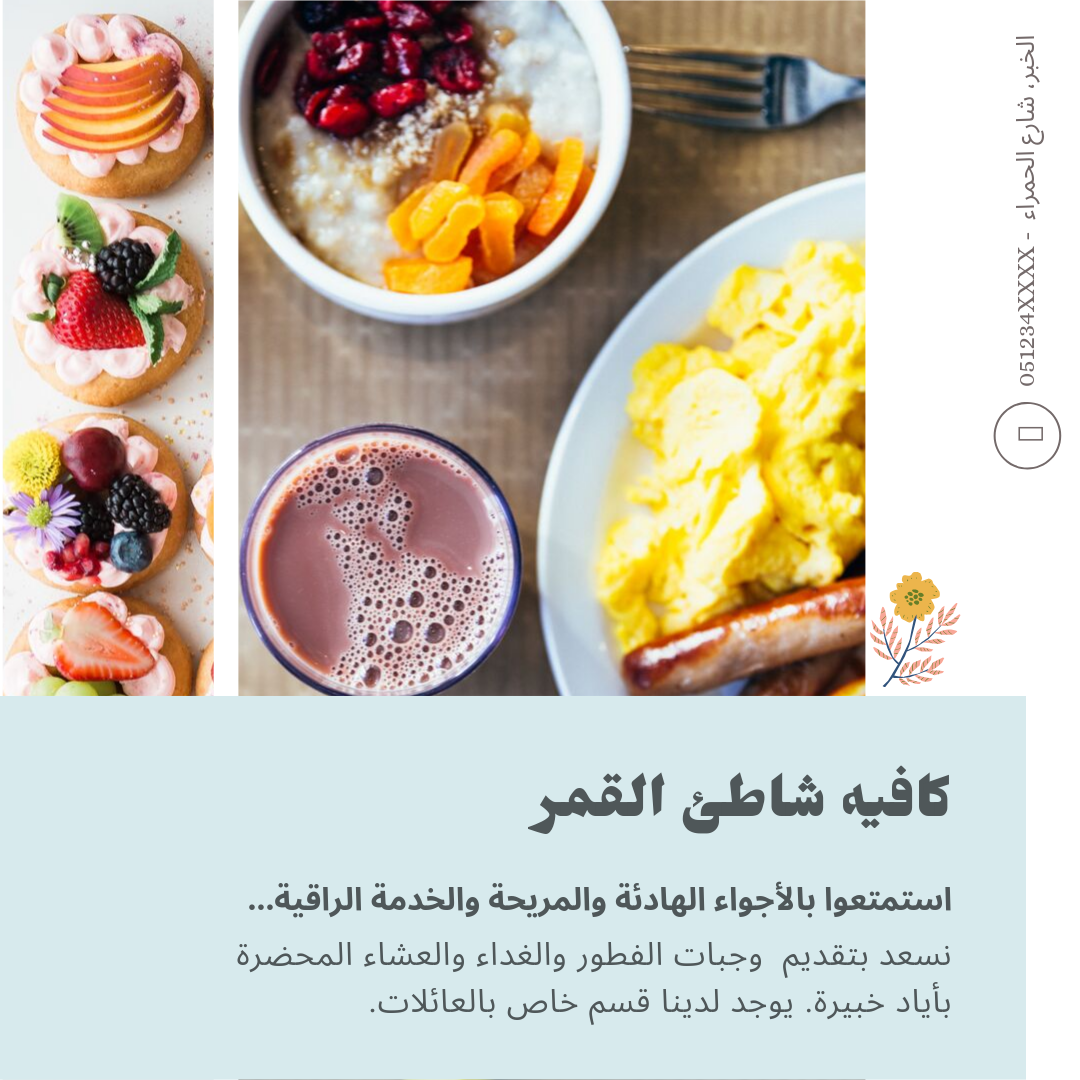 الخبر، شارع الحمراء - 051234XXXXX
كافيه شاطئ القمر
استمتعوا بالأجواء الهادئة والمريحة والخدمة الراقية...
نسعد بتقديم وجبات الفطور والغداء والعشاء المحضرة
بأياد خبيرة. يوجد لدينا قسم خاص بالعائلات.